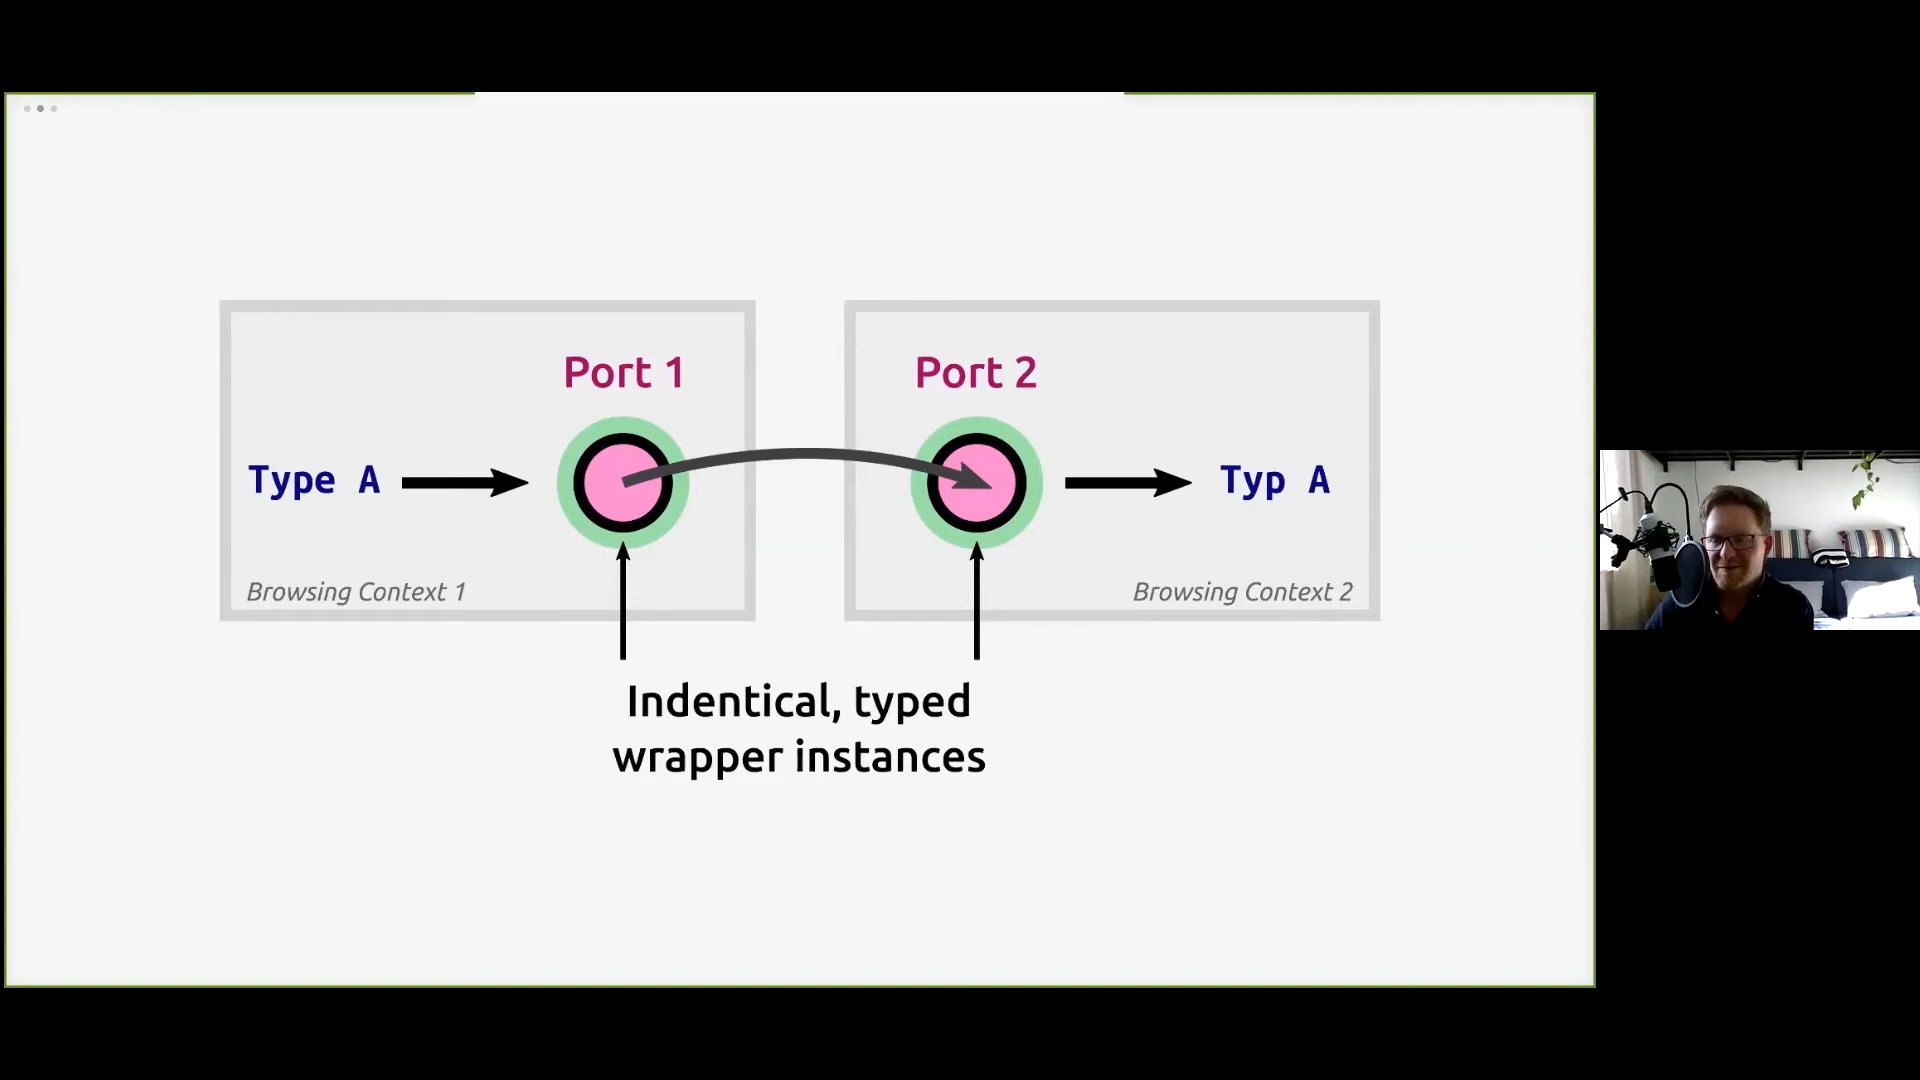 Port 1
Port 2
Type A
Typ A
Browsing Context 1
Browsing Context 2
Indentical, typed
wrapper instances